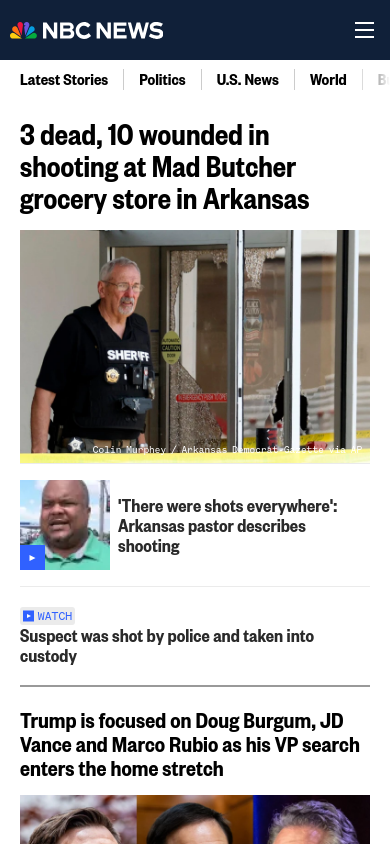 NBC NEWS
Latest Stories
Politics
U.S. News
World
3 dead, 10 wounded in
shooting at Mad Butcher
grocery store in Arkansas
SHERIFF
AUTOMATIC
CAUTION
DOOR
Colin Murphey / Arkansas Democrat-Gazette via AP
'There were shots everywhere':
Arkansas pastor describes
shooting
WATCH
Suspect was shot by police and taken into
custody
Trump is focused on Doug Burgum, JD
Vance and Marco Rubio as his VP search
enters the home stretch